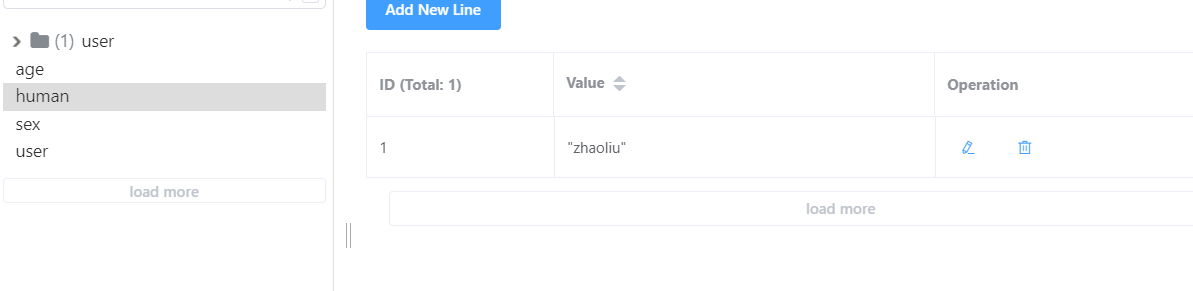 Add New Line
(1) user
age
human
sex
user
load more
ID (Total: 1)
Value
Operation
1
"zhaoliu"
load more